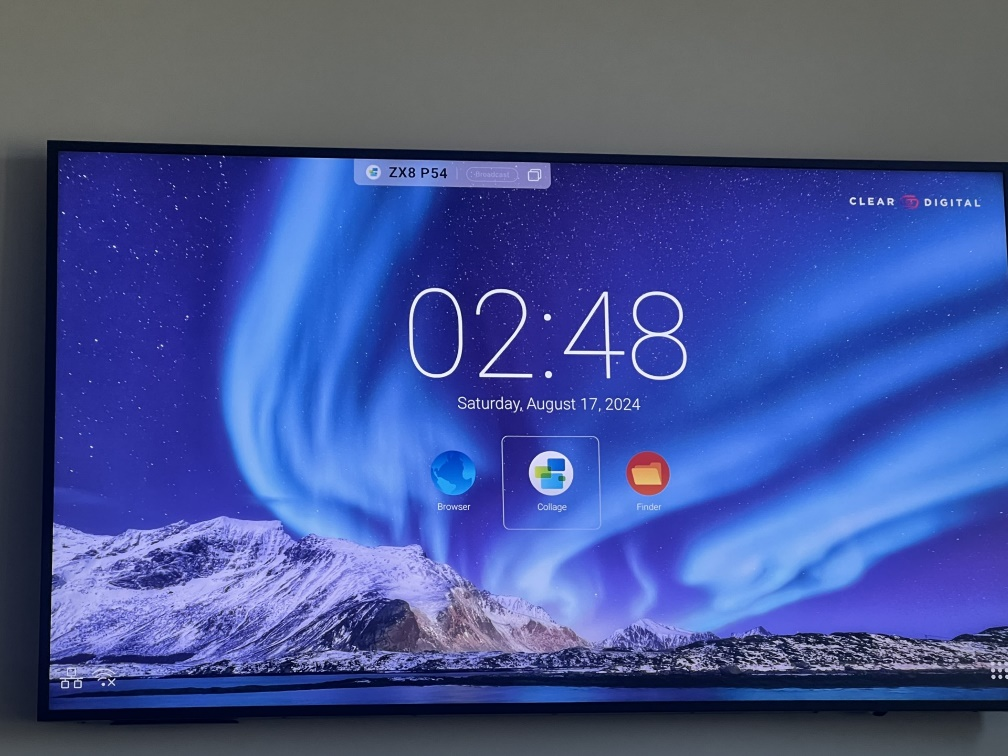 ZX8 P54
Broadcast
CLEAR DIGITAL
02:48
Saturday, August 17, 2024
Browser
Collage
Finder